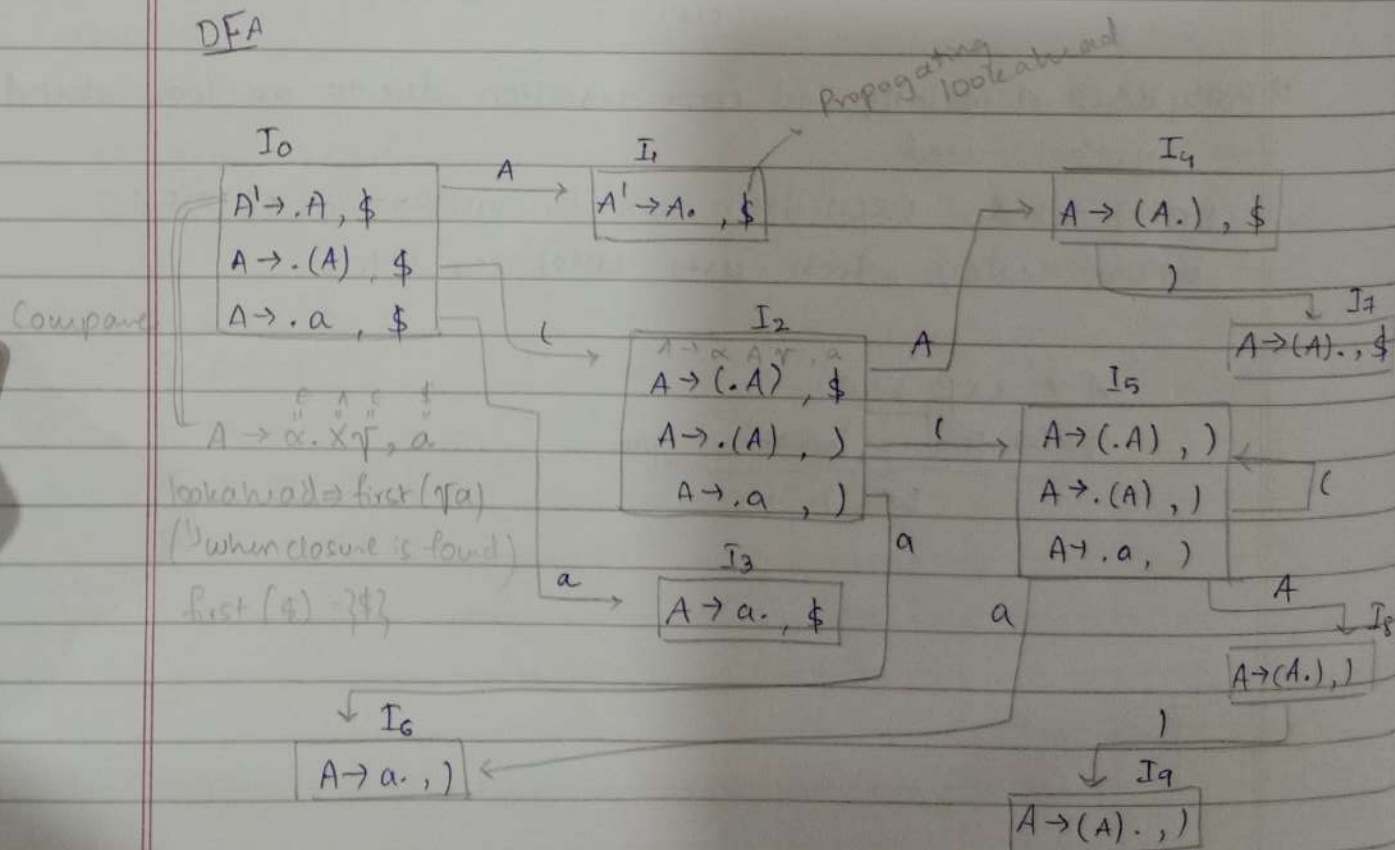 DFA
Propagating
lookahead
I0
A
I1
I4
A'→.A, $
A→.(A) $
A→.a , $
A'→A. , $
A→(A.), $
)
I7
A→(A)., $
Compare
(
I2
A→αAγ, a
A→(.A) , $
A→.(A) , )
A→.a , )
A
(
I5
A→(.A) , )
A→.(A) , )
A→.a, )
(
ϵ A ϵ $
" " " "
A→α.Xγ, a
lookahead⇒first(γa)
(when closure is found)
first($)={$}
a
I3
A→a. , $
a
a
A
I8
A→(A.), )
I6
A→a. , )
)
I9
A→(A). , )